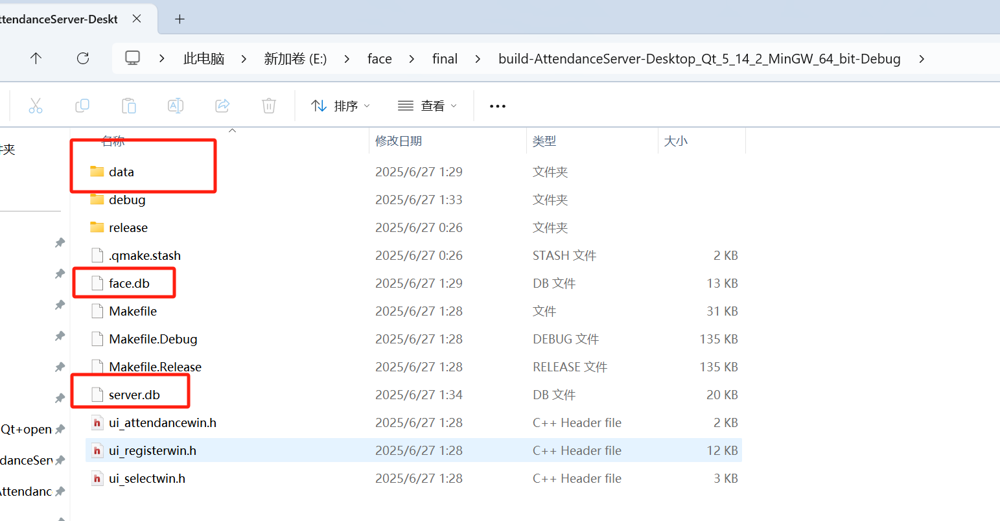 ttendanceServer-Deskt
此电脑 > 新加卷 (E:) > face > final > build-AttendanceServer-Desktop_Qt_5_14_2_MinGW_64_bit-Debug >
排序 查看
件夹
名称 修改日期 类型 大小
data 2025/6/27 1:29 文件夹
debug 2025/6/27 1:33 文件夹
release 2025/6/27 0:26 文件夹
.qmake.stash 2025/6/27 0:26 STASH 文件 2 KB
face.db 2025/6/27 1:29 DB 文件 13 KB
Makefile 2025/6/27 1:28 文件 31 KB
Makefile.Debug 2025/6/27 1:28 DEBUG 文件 135 KB
Makefile.Release 2025/6/27 1:28 RELEASE 文件 135 KB
server.db 2025/6/27 1:34 DB 文件 20 KB
ui_attendancewin.h 2025/6/27 1:28 C++ Header file 2 KB
ui_registerwin.h 2025/6/27 1:28 C++ Header file 12 KB
ui_selectwin.h 2025/6/27 1:28 C++ Header file 3 KB
Qt+open
danceServ
Attendanc